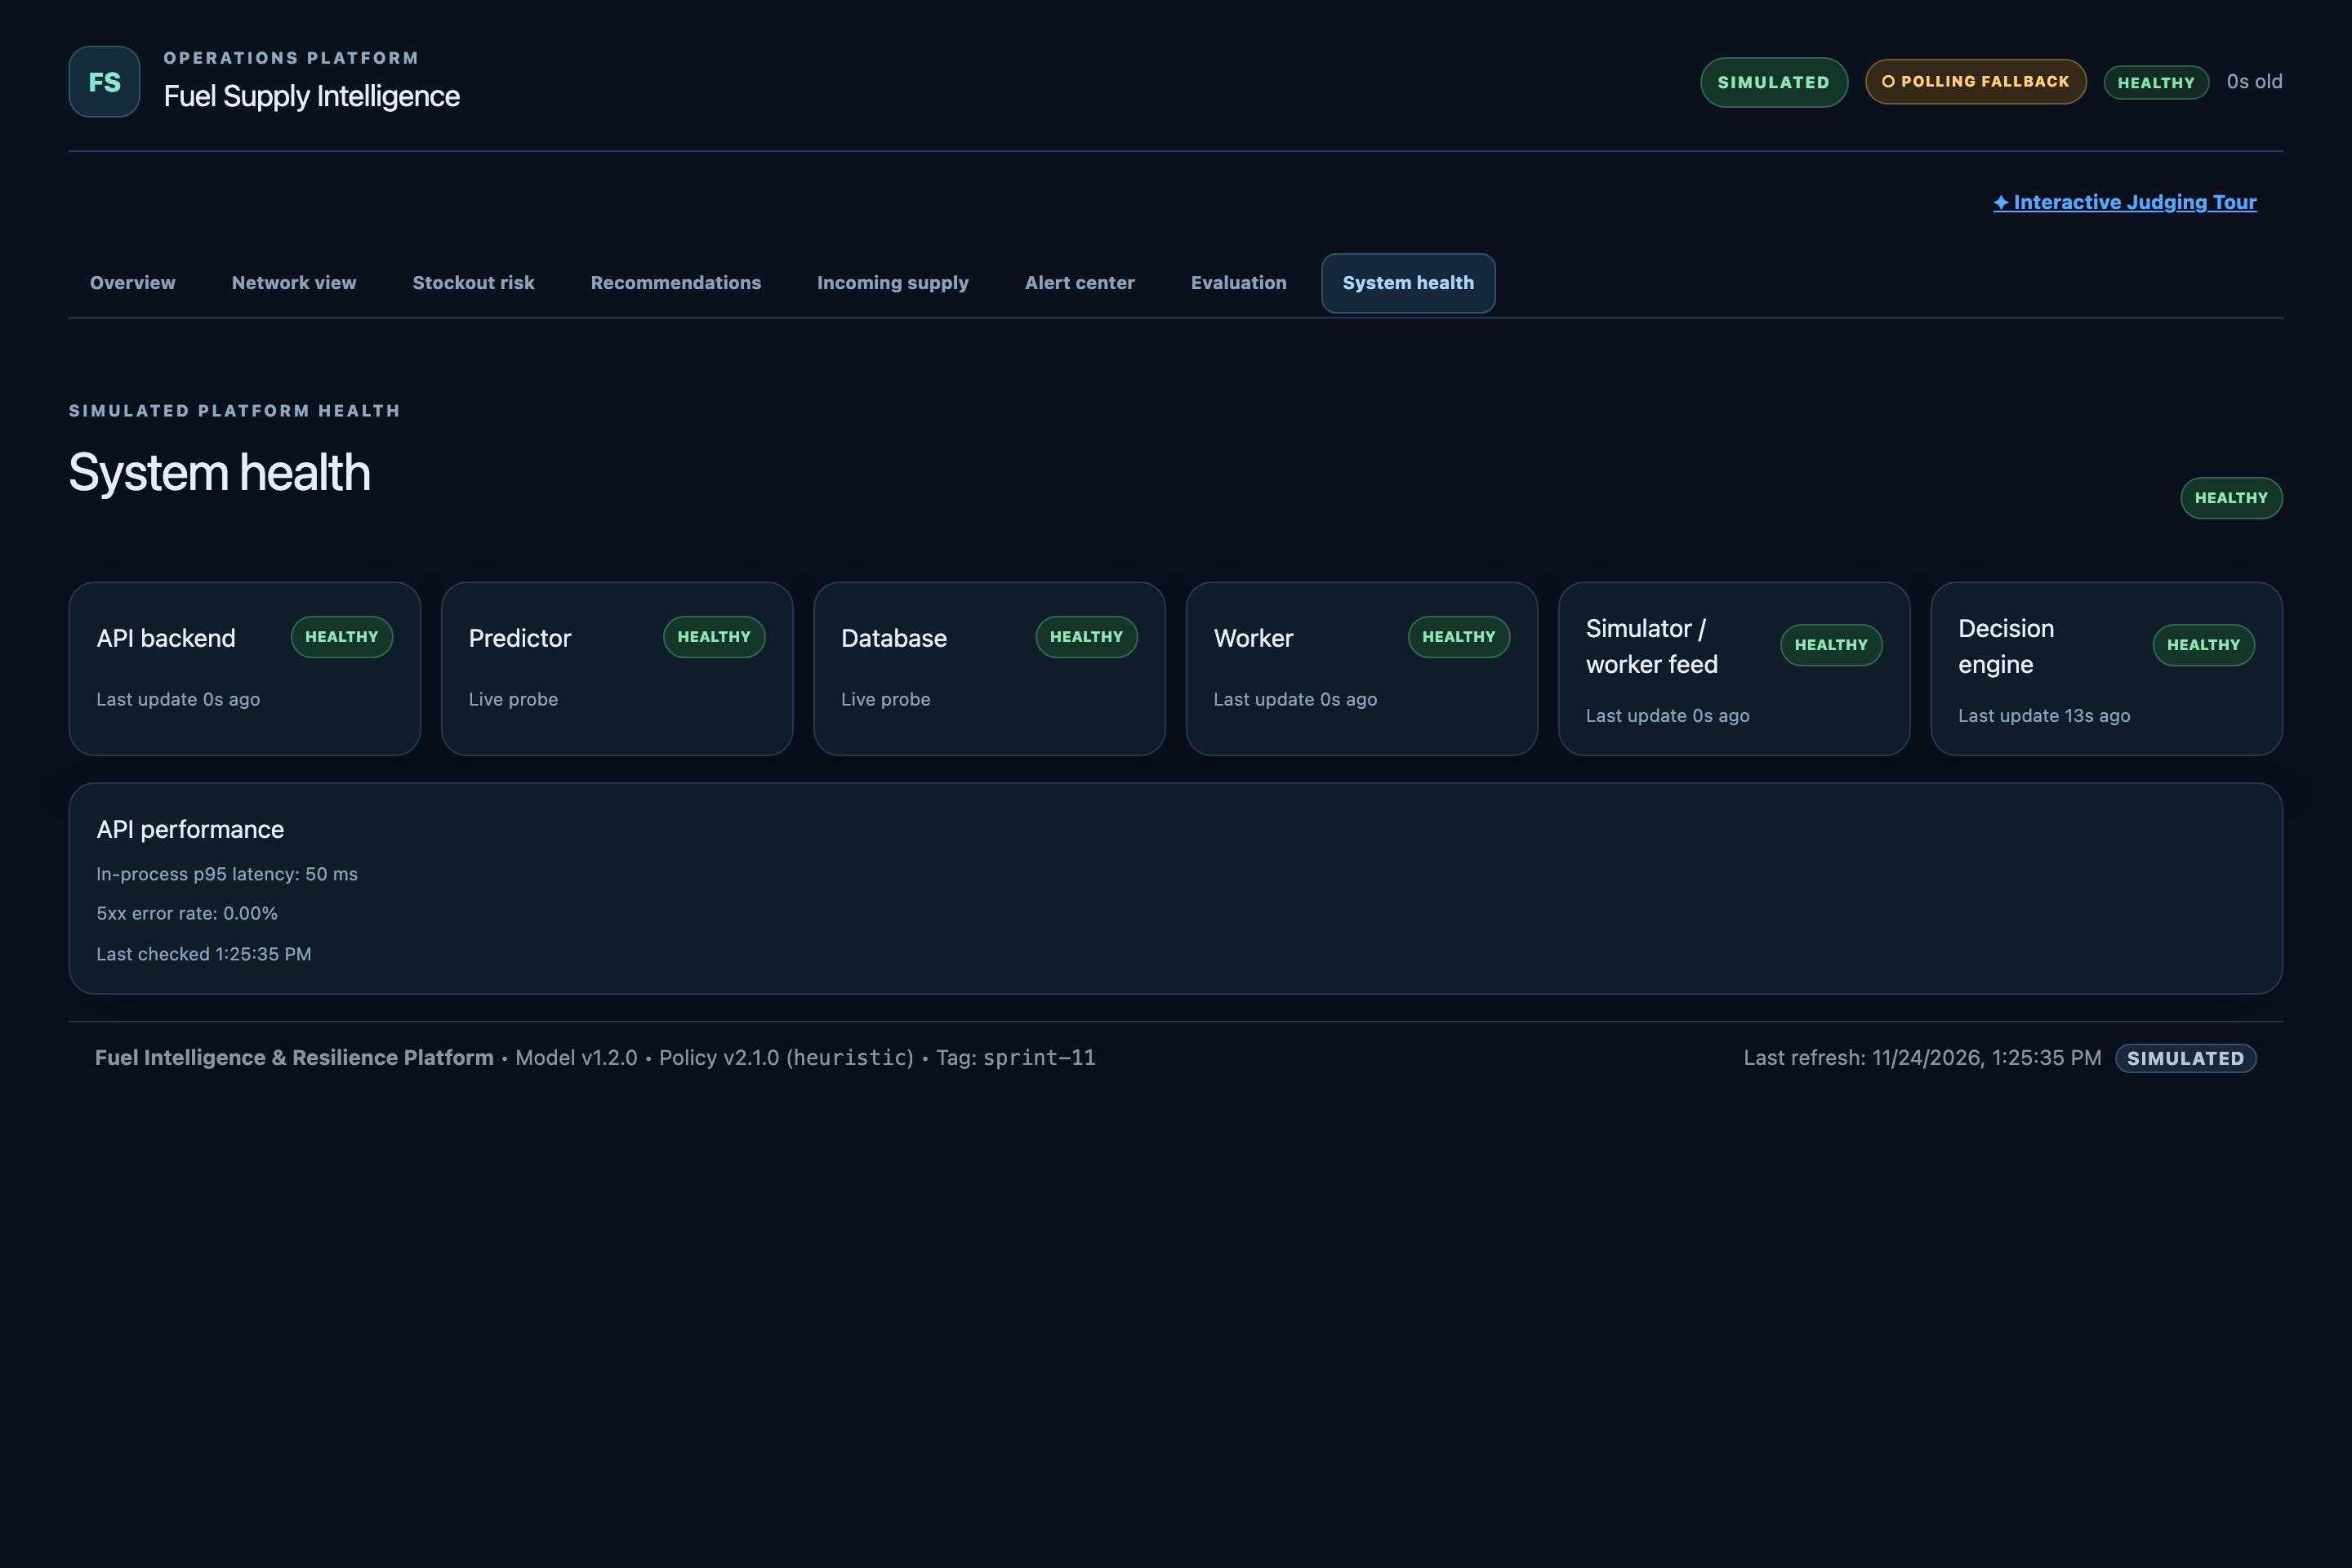 FS
OPERATIONS PLATFORM
Fuel Supply Intelligence
SIMULATED
POLLING FALLBACK
HEALTHY
0s old
✦ Interactive Judging Tour
Overview
Network view
Stockout risk
Recommendations
Incoming supply
Alert center
Evaluation
System health
SIMULATED PLATFORM HEALTH
System health
HEALTHY
API backend
HEALTHY
Last update 0s ago
Predictor
HEALTHY
Live probe
Database
HEALTHY
Live probe
Worker
HEALTHY
Last update 0s ago
Simulator /
worker feed
HEALTHY
Last update 0s ago
Decision
engine
HEALTHY
Last update 13s ago
API performance
In-process p95 latency: 50 ms
5xx error rate: 0.00%
Last checked 1:25:35 PM
Fuel Intelligence & Resilience Platform • Model v1.2.0 • Policy v2.1.0 (heuristic) • Tag: sprint-11
Last refresh: 11/24/2026, 1:25:35 PM
SIMULATED